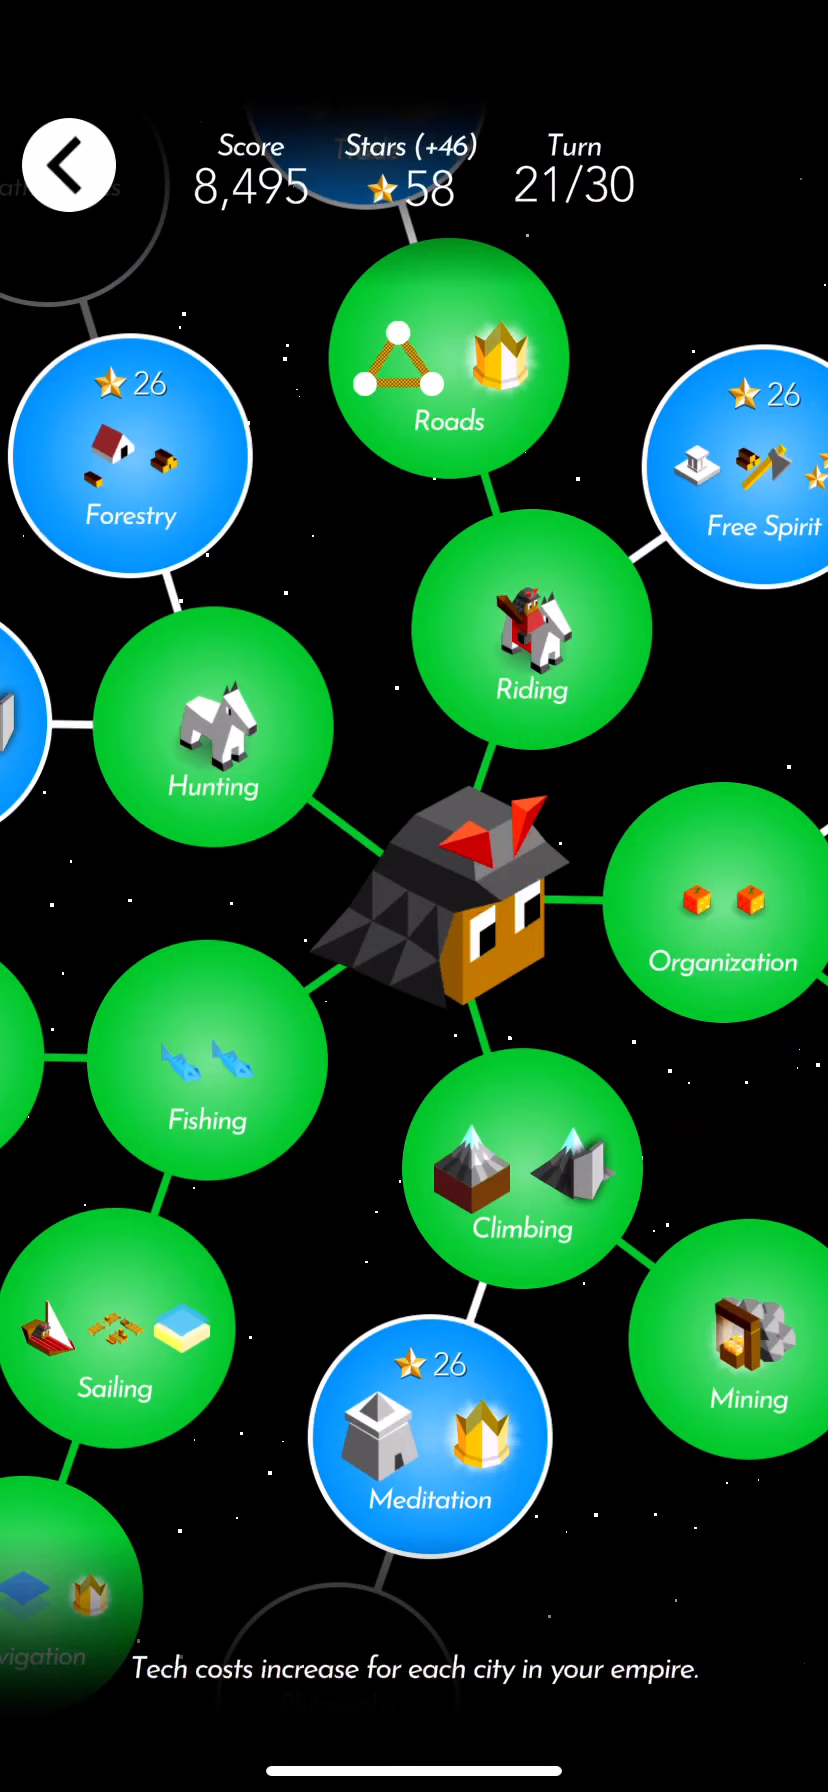 Score
Stars (+46)
Turn
8,495
58
21/30
Roads
26
Forestry
26
Free Spirit
Riding
Hunting
Organization
Fishing
Climbing
Sailing
Mining
26
Meditation
vigation
Tech costs increase for each city in your empire.